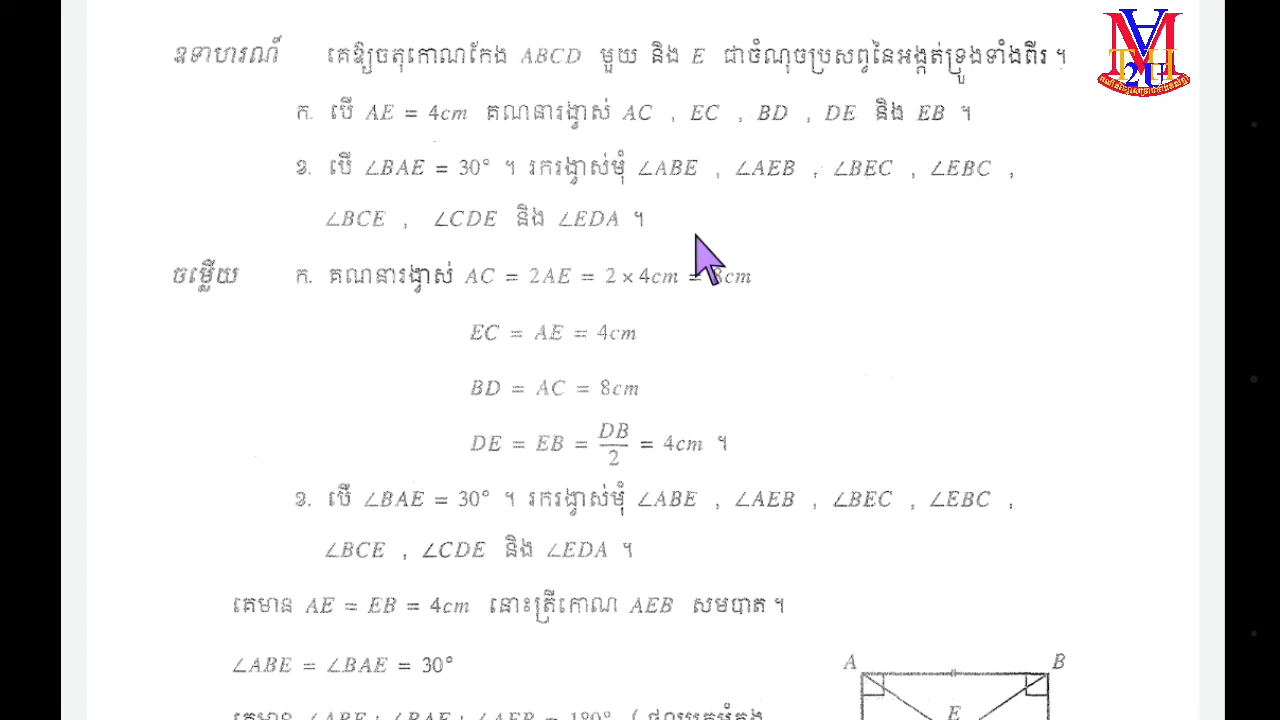 ឧទាហរណ៍ គេឱ្យចតុកោណកែង ABCD មួយ និង E ជាចំណុចប្រសព្វនៃអង្កត់ទ្រូងទាំងពីរ ។
ក. បើ AE = 4cm គណនារង្វាស់ AC , EC , BD , DE និង EB ។
ខ. បើ ∠BAE = 30° ។ រករង្វាស់មុំ ∠ABE , ∠AEB , ∠BEC , ∠EBC ,
∠BCE , ∠CDE និង ∠EDA ។
ចម្លើយ ក. គណនារង្វាស់ AC = 2AE = 2 × 4cm = 8cm
EC = AE = 4cm
BD = AC = 8cm
DE = EB = DB/2 = 4cm ។
ខ. បើ ∠BAE = 30° ។ រករង្វាស់មុំ ∠ABE , ∠AEB , ∠BEC , ∠EBC ,
∠BCE , ∠CDE និង ∠EDA ។
គេមាន AE = EB = 4cm នោះត្រីកោណ AEB សមបាត ។
∠ABE = ∠BAE = 30°
A B
E
គេមាន ∠ABE + ∠BAE + ∠AEB = 180°